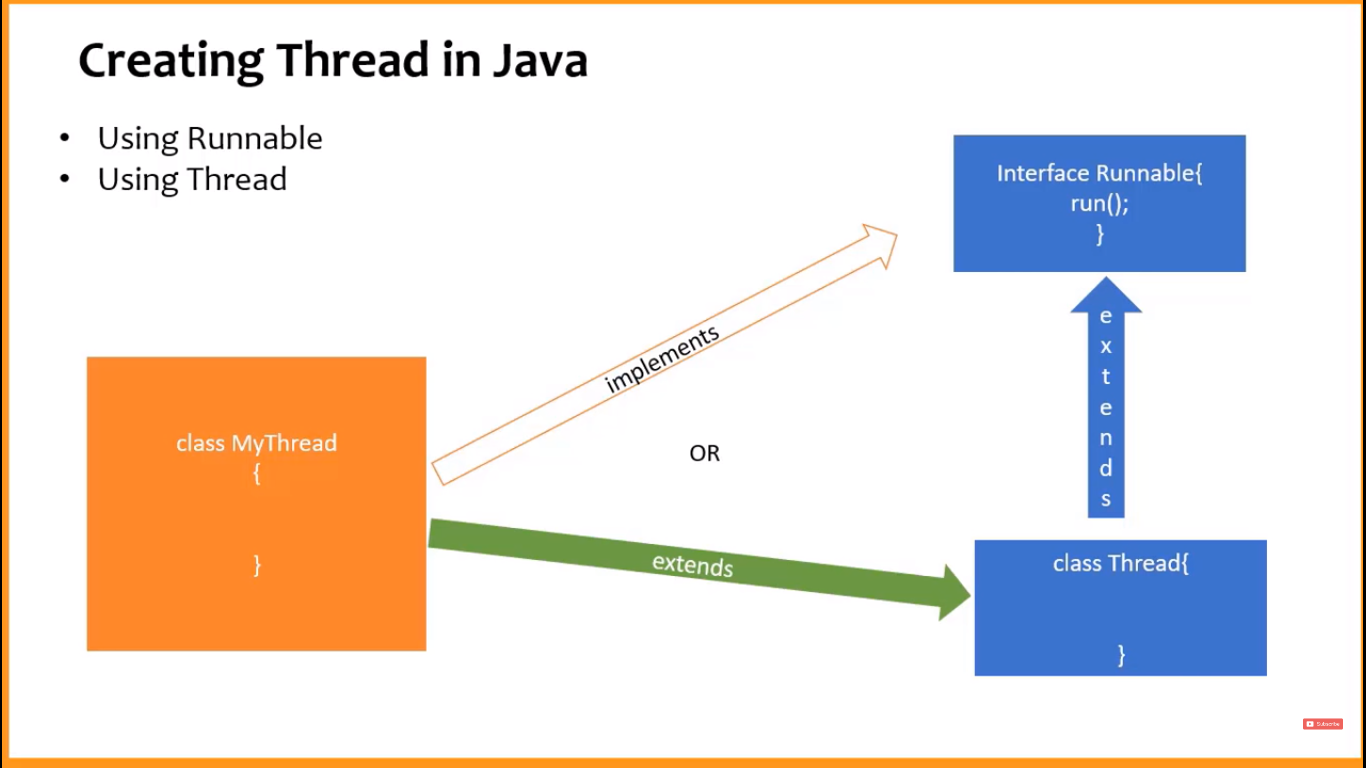 Creating Thread in Java
• Using Runnable
• Using Thread
Interface Runnable{
run();
}
implements
extends
OR
class MyThread
{
}
extends
class Thread{
}
Subscribe